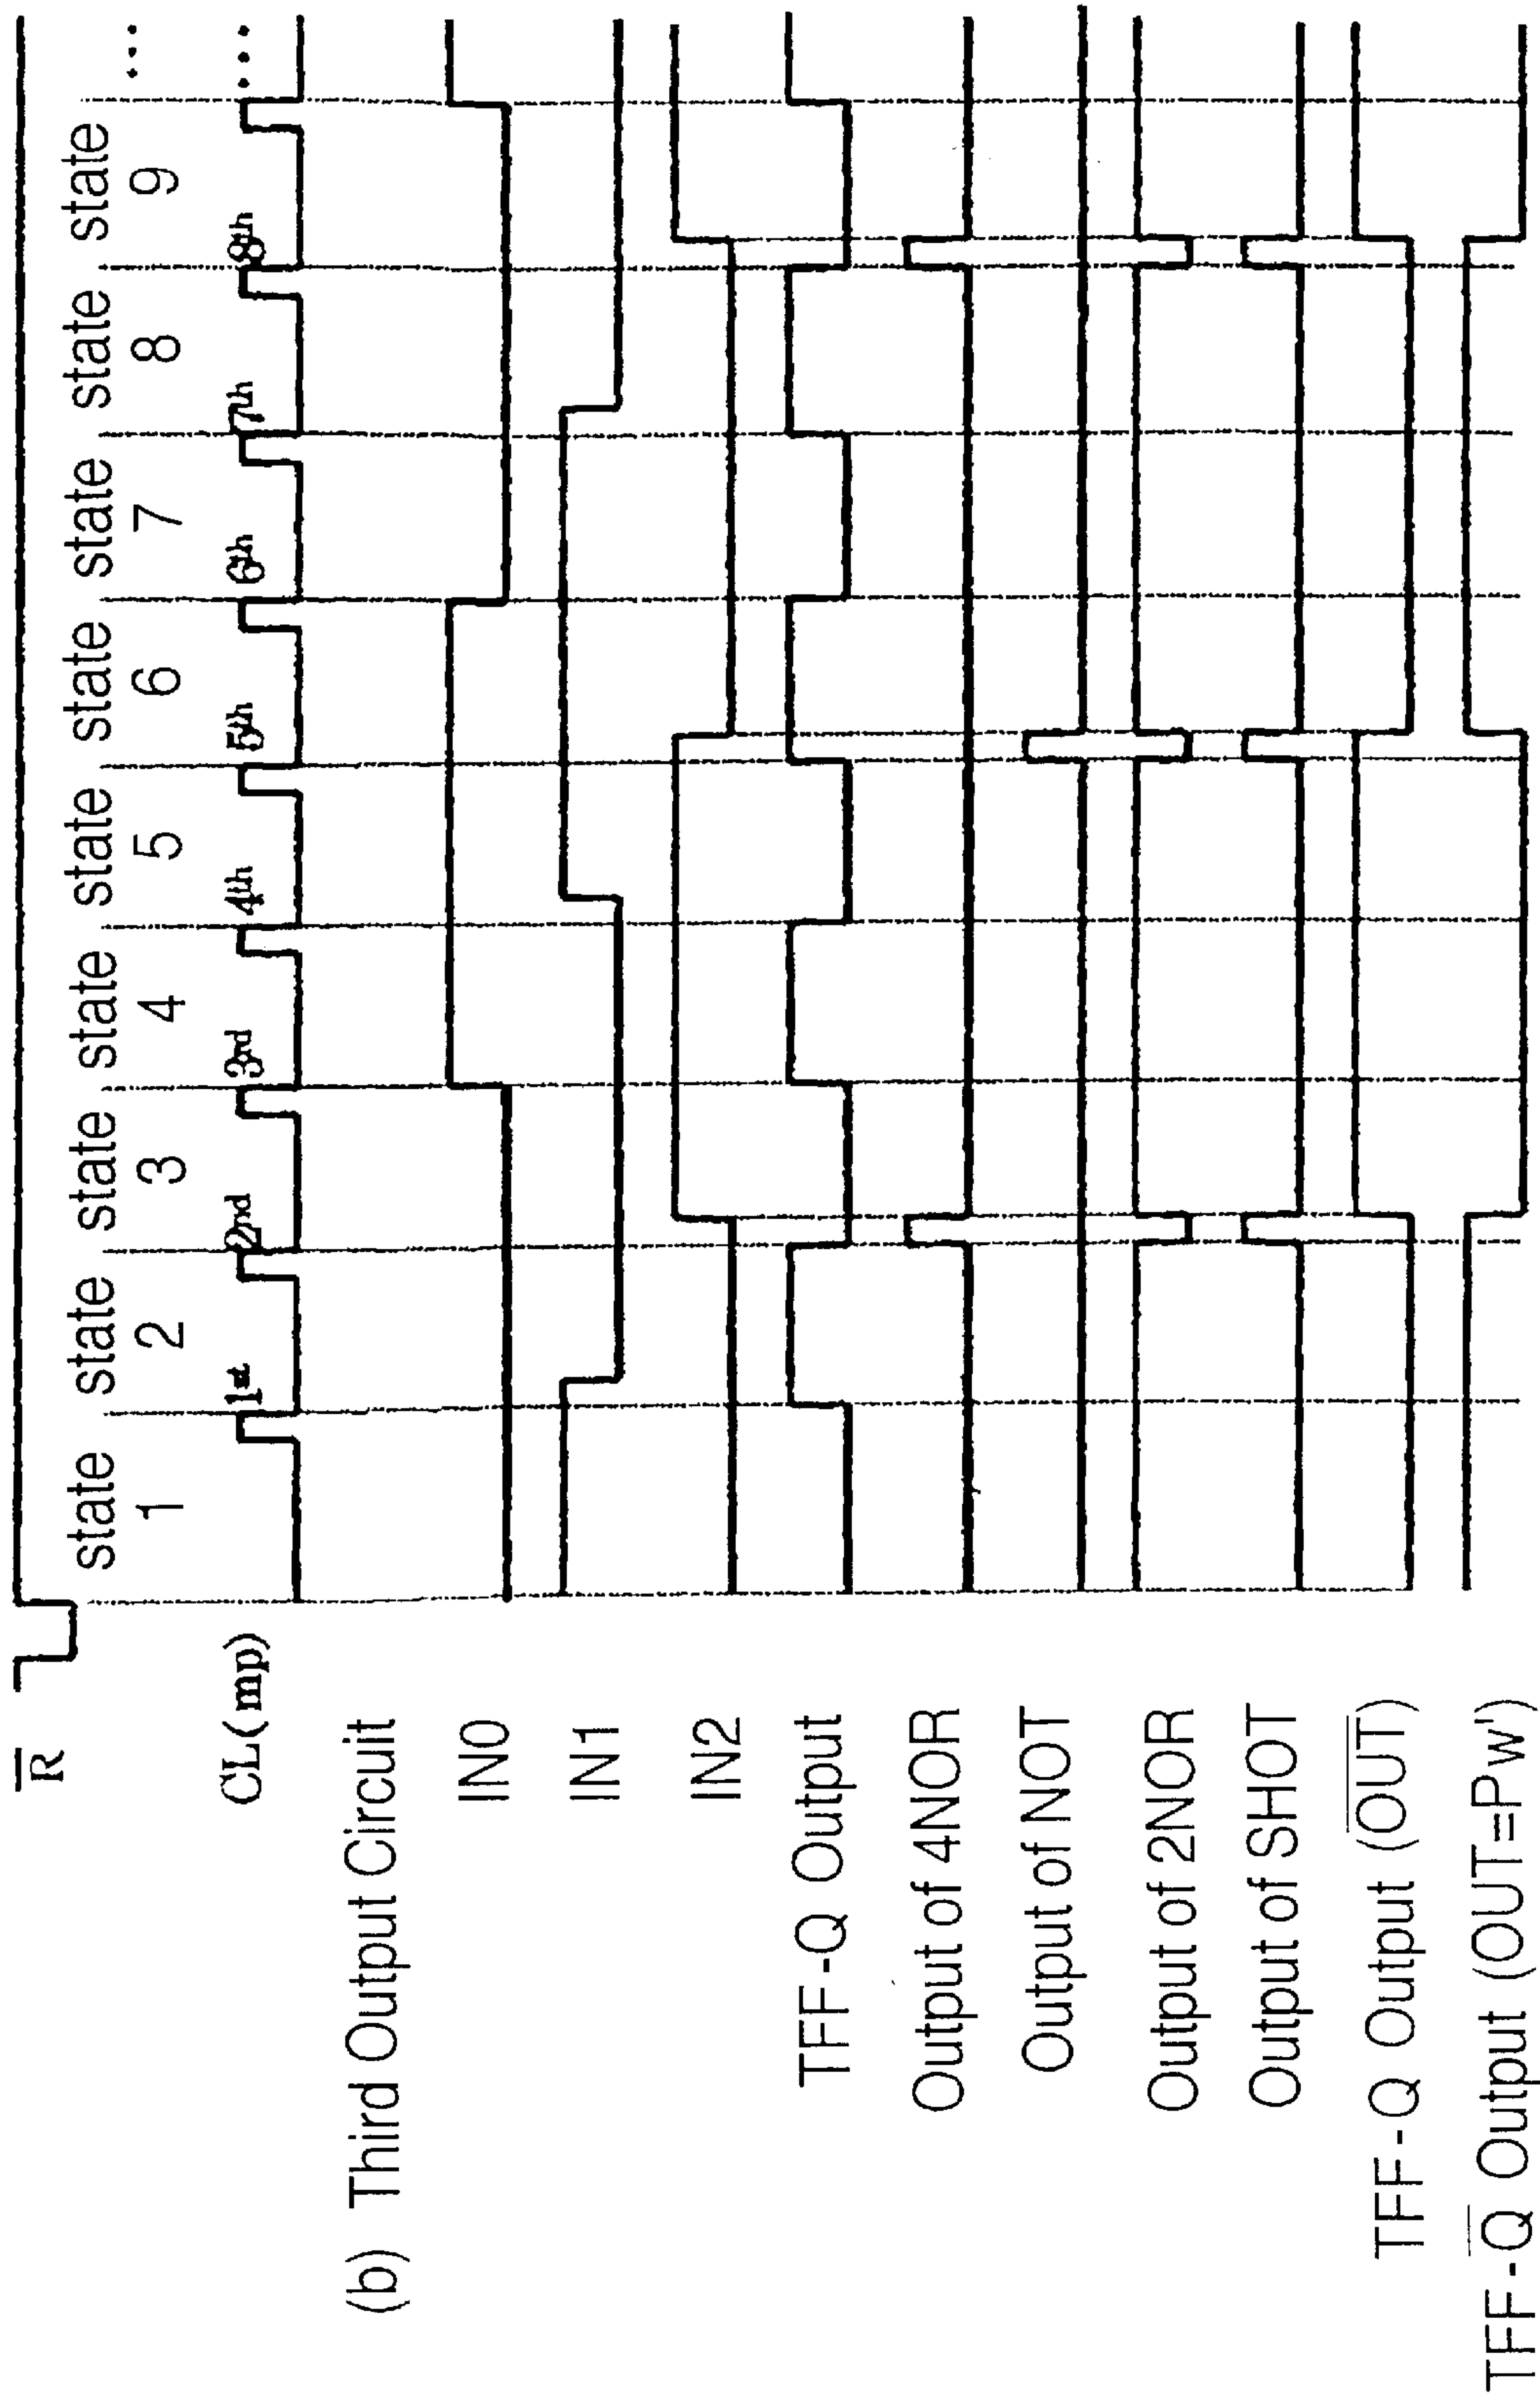 R̅
state state state state state state state state state ...
1 2 3 4 5 6 7 8 9
CL(mp) 1st 2nd 3rd 4th 5th 6th 7th 8th ...
(b) Third Output Circuit
IN0
IN1
IN2
TFF-Q Output
Output of 4NOR
Output of NOT
Output of 2NOR
Output of SHOT
TFF-Q Output (O̅U̅T̅)
TFF-Q̅ Output (OUT=Pw')